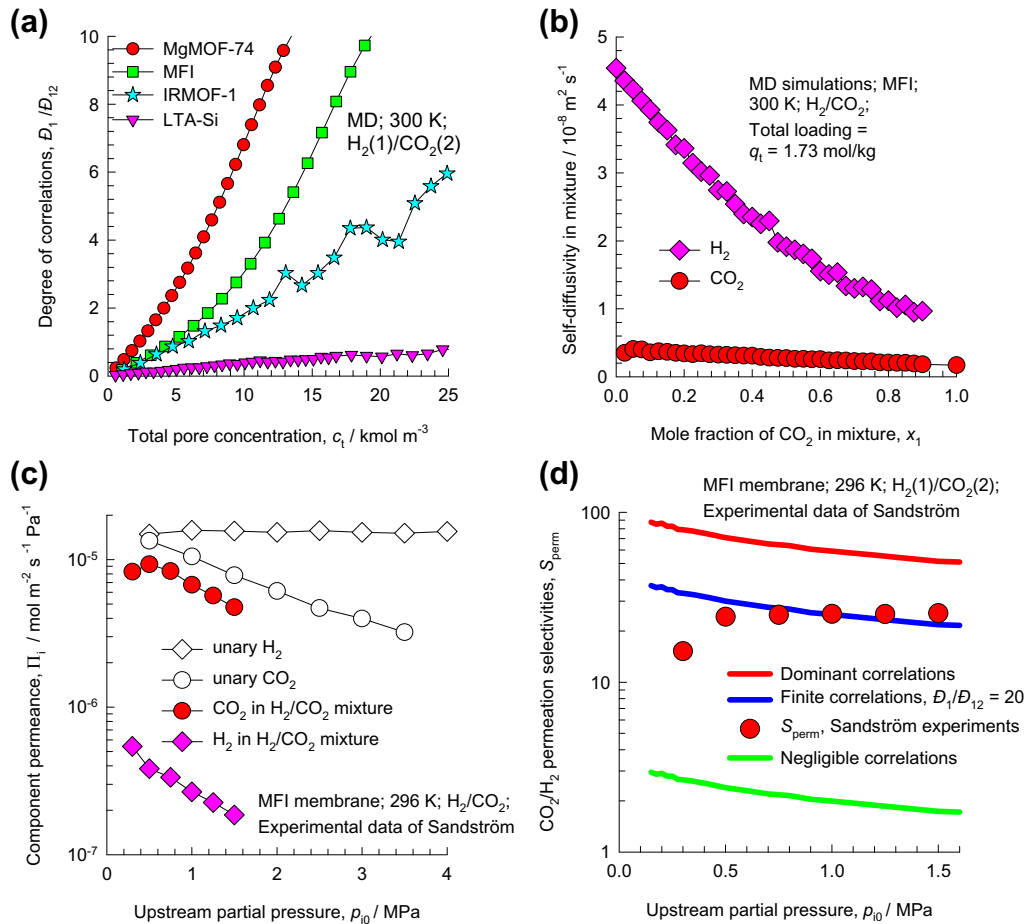 (a)
10
8
6
4
2
0
Degree of correlations, Đ₁/Đ₁₂
MgMOF-74
MFI
IRMOF-1
LTA-Si
MD; 300 K;
H₂(1)/CO₂(2)
0 5 10 15 20 25
Total pore concentration, cₜ / kmol m⁻³
(b)
5
4
3
2
1
0
Self-diffusivity in mixture / 10⁻⁸ m² s⁻¹
MD simulations; MFI;
300 K; H₂/CO₂;
Total loading =
qₜ = 1.73 mol/kg
H₂
CO₂
0.0 0.2 0.4 0.6 0.8 1.0
Mole fraction of CO₂ in mixture, x₁
(c)
10⁻⁵
10⁻⁶
10⁻⁷
Component permeance, Πᵢ / mol m⁻² s⁻¹ Pa⁻¹
unary H₂
unary CO₂
CO₂ in H₂/CO₂ mixture
H₂ in H₂/CO₂ mixture
MFI membrane; 296 K; H₂/CO₂;
Experimental data of Sandström
0 1 2 3 4
Upstream partial pressure, pᵢ₀ / MPa
(d)
MFI membrane; 296 K; H₂(1)/CO₂(2);
Experimental data of Sandström
100
10
1
CO₂/H₂ permeation selectivities, Sperm
Dominant correlations
Finite correlations, Đ₁/Đ₁₂ = 20
Sperm, Sandström experiments
Negligible correlations
0.0 0.5 1.0 1.5
Upstream partial pressure, pᵢ₀ / MPa